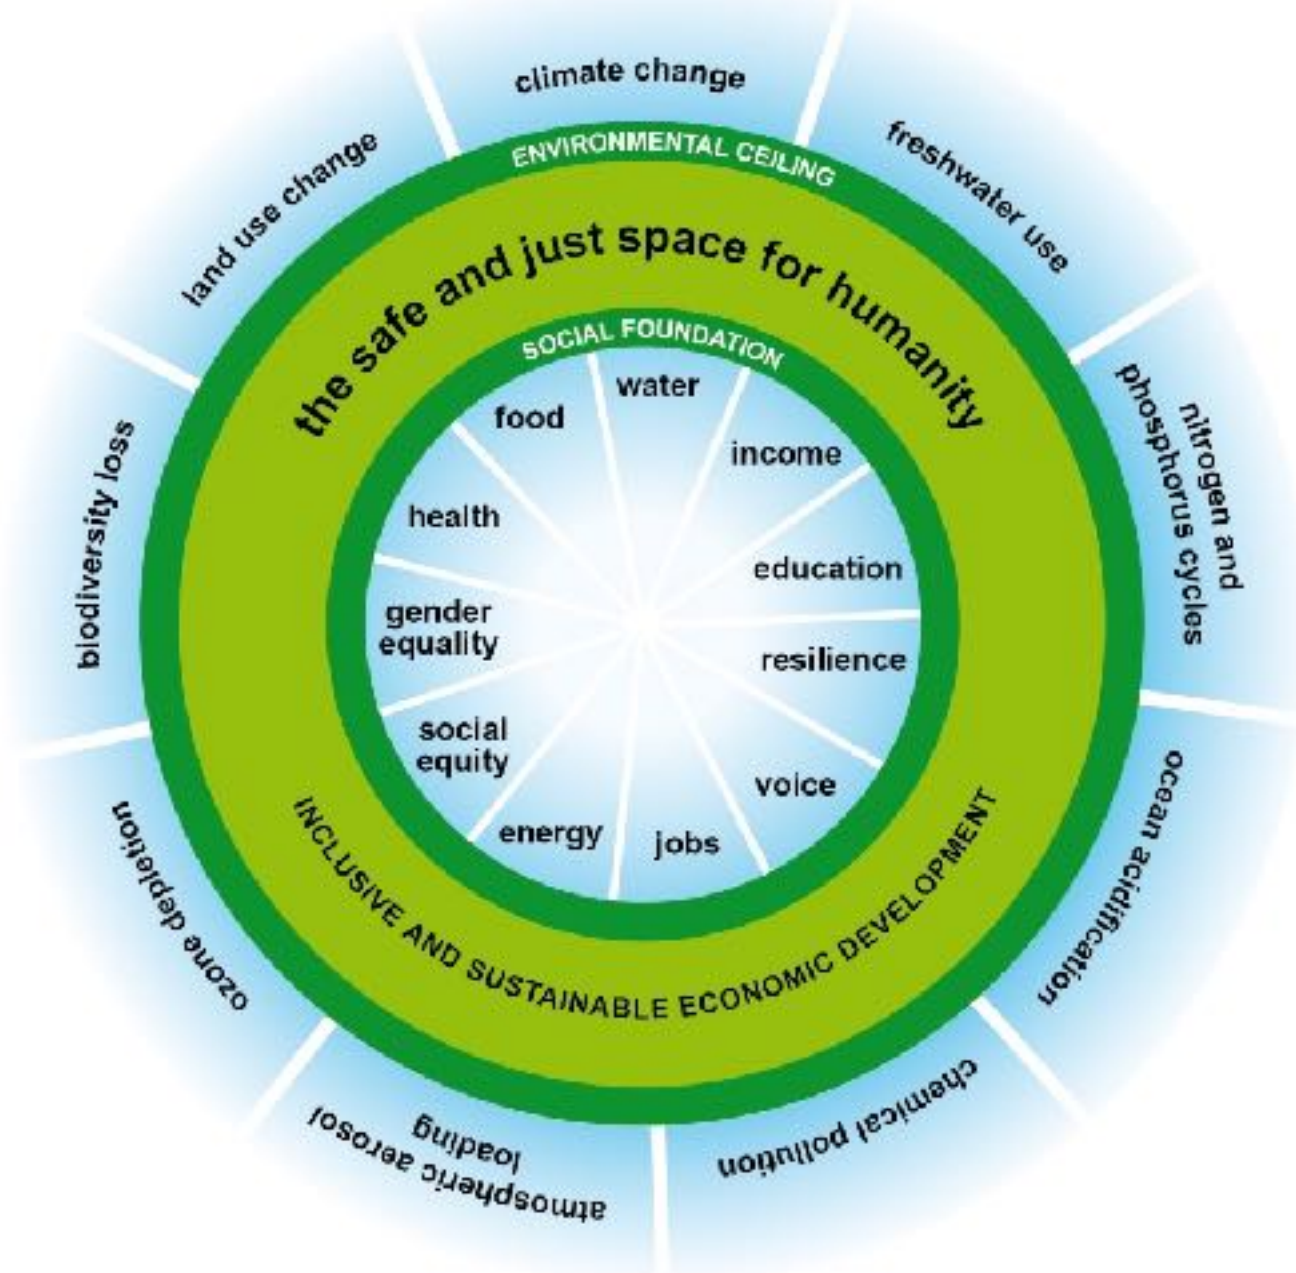 climate change
freshwater use
nitrogen and
phosphorus cycles
ocean acidification
chemical pollution
atmospheric aerosol
loading
ozone depletion
biodiversity loss
land use change
ENVIRONMENTAL CEILING
the safe and just space for humanity
SOCIAL FOUNDATION
water
income
education
resilience
voice
jobs
energy
social
equity
gender
equality
health
food
INCLUSIVE AND SUSTAINABLE ECONOMIC DEVELOPMENT